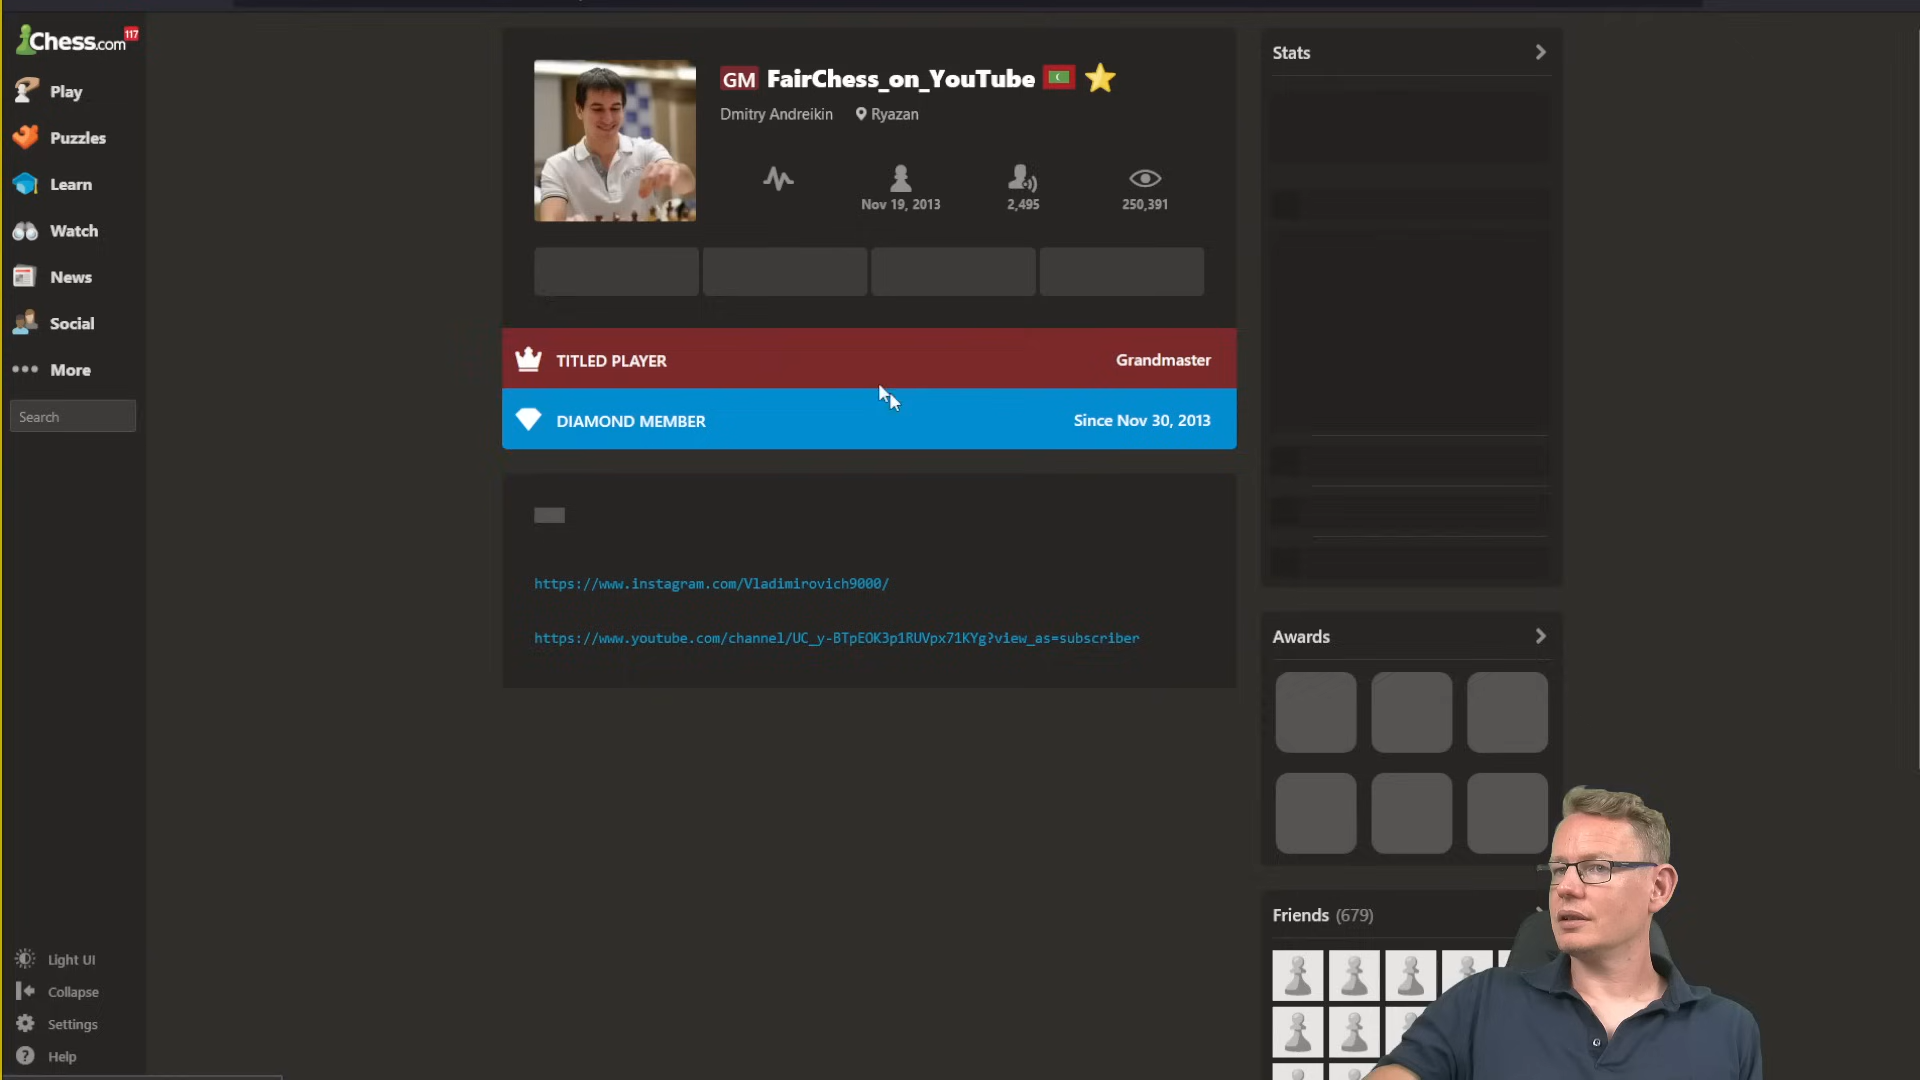 Chess.com
117
Play
Puzzles
Learn
Watch
News
Social
More
Search
Light UI
Collapse
Settings
Help
GM FairChess_on_YouTube
Dmitry Andreikin Ryazan
Nov 19, 2013 2,495 250,391
TITLED PLAYER Grandmaster
DIAMOND MEMBER Since Nov 30, 2013
https://www.instagram.com/Vladimirovich9000/
https://www.youtube.com/channel/UC_y-BTpEOK3p1RUVpx71KYg?view_as=subscriber
Stats
Awards
Friends (679)